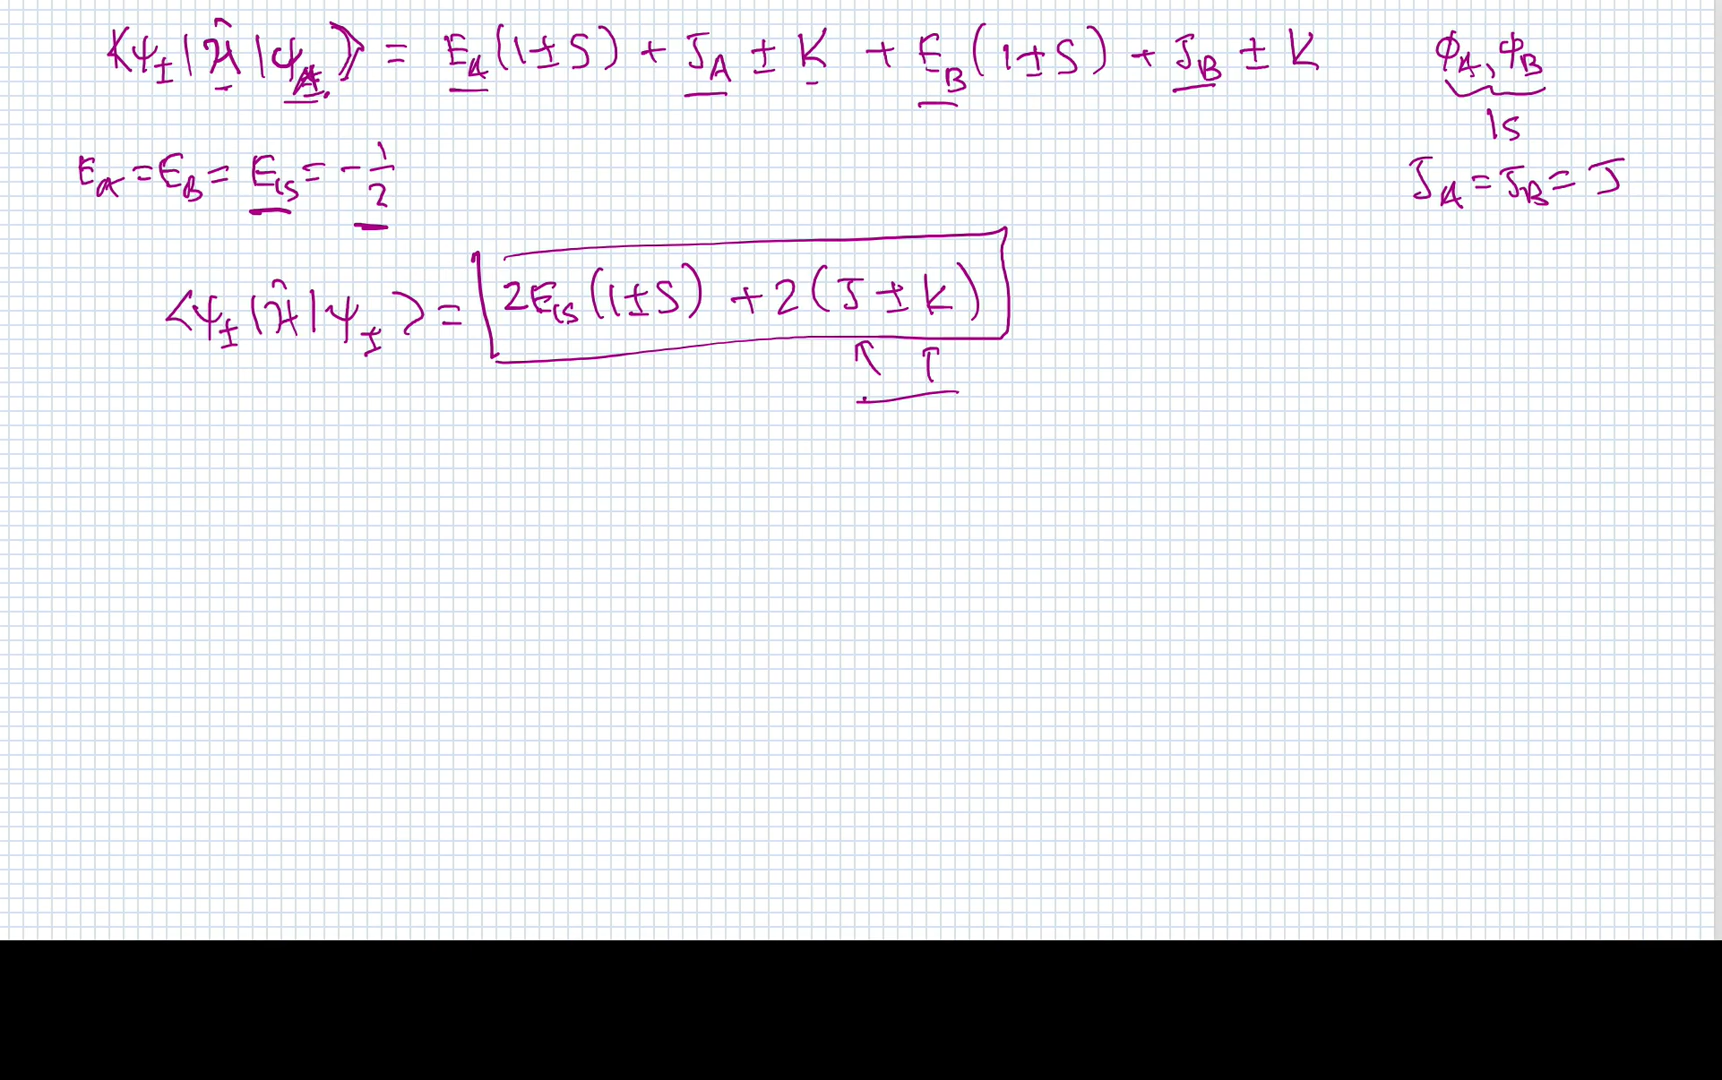 ⟨ψ± | Ĥ | ψ±⟩ = E_A (1 ± S) + J_A ± K + E_B (1 ± S) + J_B ± K    ϕ_A, ϕ_B
1s
E_A = E_B = E_1s = -1/2    J_A = J_B = J
⟨ψ± | Ĥ | ψ±⟩ = 2E_1s (1 ± S) + 2 (J ± K)